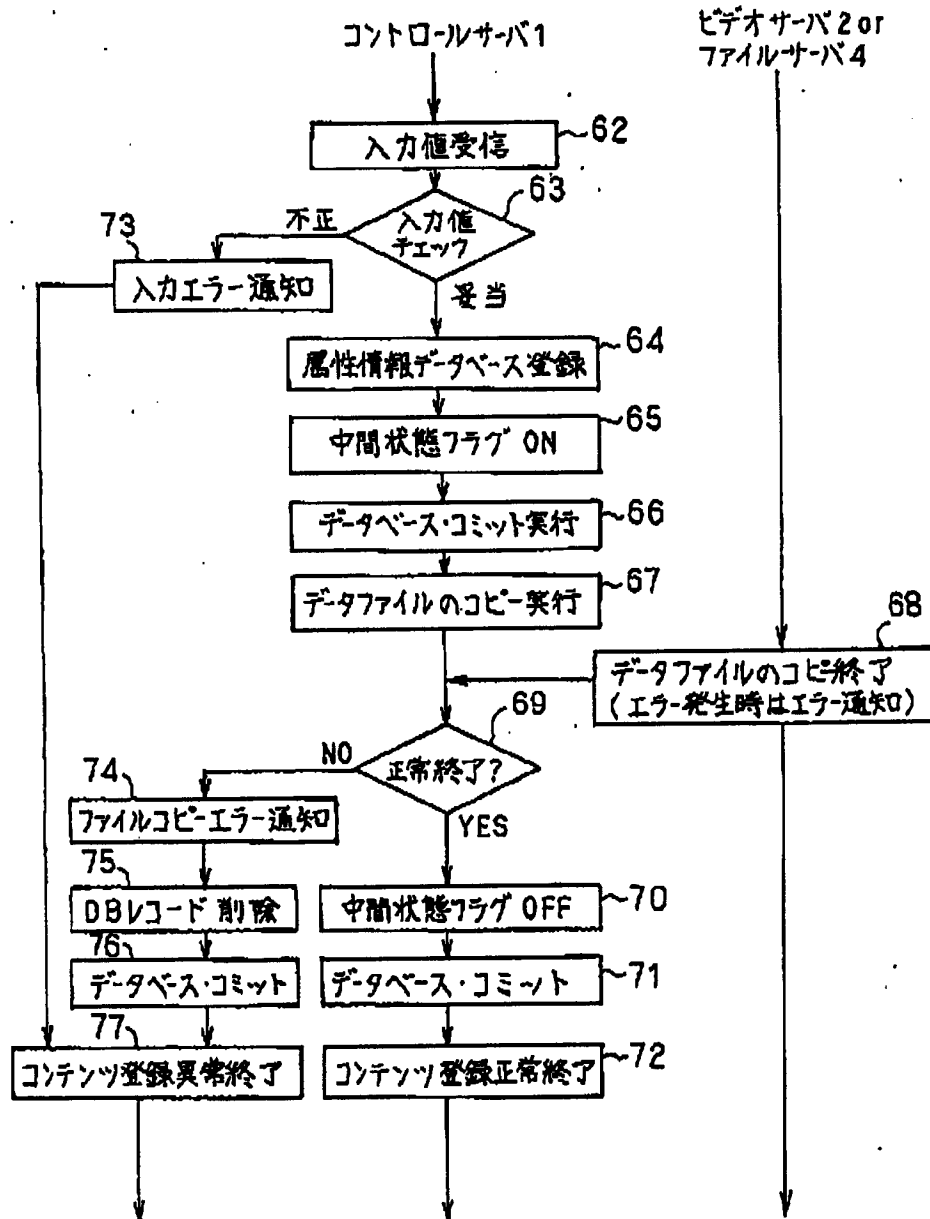 コントロールサーバ1
ビデオサーバ2 or
ファイルサーバ4
62
入力値受信
63
入力値
チェック
不正
73
入力エラー通知
妥当
64
属性情報データベース登録
65
中間状態フラグ ON
66
データベース・コミット実行
67
データファイルのコピー実行
68
データファイルのコピー終了
(エラー発生時はエラー通知)
69
正常終了?
NO
YES
74
ファイルコピーエラー通知
75
DBレコード削除
70
中間状態フラグ OFF
76
データベース・コミット
71
データベース・コミット
77
コンテンツ登録異常終了
72
コンテンツ登録正常終了